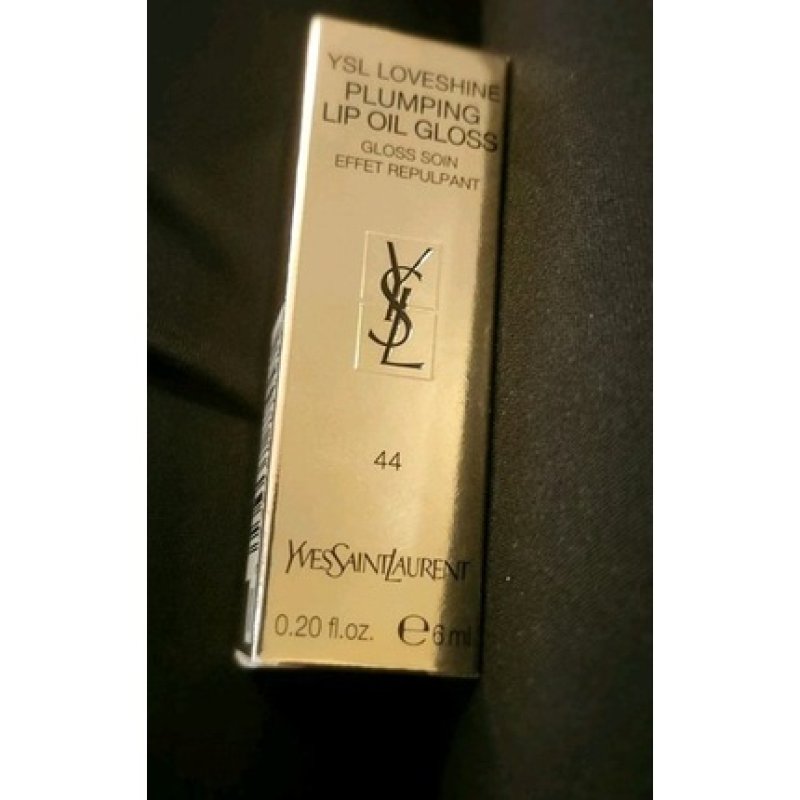 YSL LOVESHINE
PLUMPING
LIP OIL GLOSS
GLOSS SOIN
EFFET REPULPANT
YSL
44
YVESSAINTLAURENT
0.20 fl.oz. ℮ 6 ml